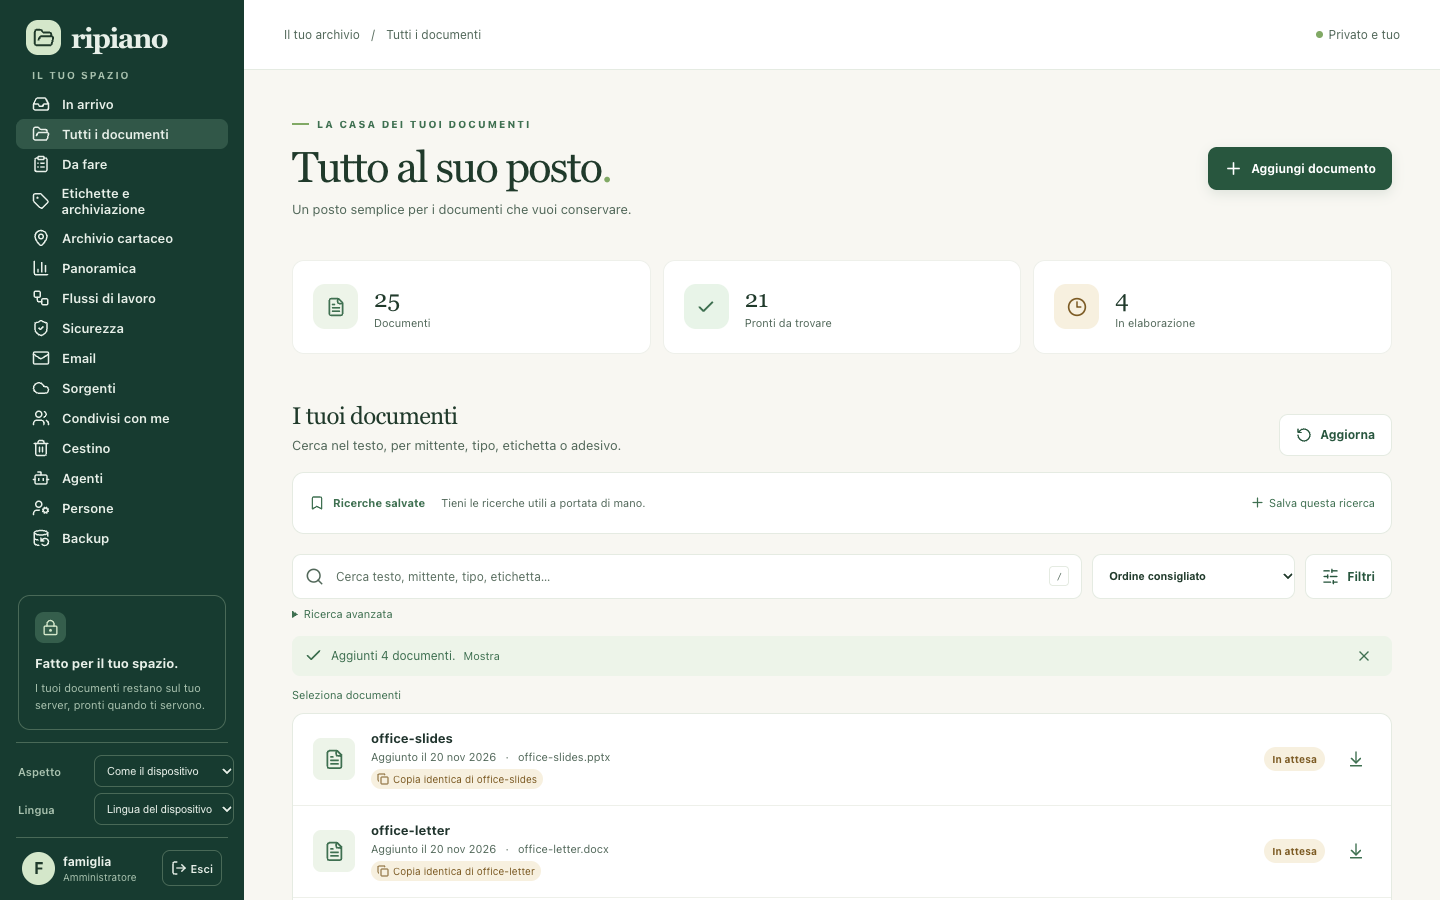 ripiano
IL TUO SPAZIO
In arrivo
Tutti i documenti
Da fare
Etichette e
archiviazione
Archivio cartaceo
Panoramica
Flussi di lavoro
Sicurezza
Email
Sorgenti
Condivisi con me
Cestino
Agenti
Persone
Backup
Fatto per il tuo spazio.
I tuoi documenti restano sul tuo
server, pronti quando ti servono.
Aspetto
Come il dispositivo
Lingua
Lingua del dispositivo
F
famiglia
Amministratore
Esci
Il tuo archivio / Tutti i documenti
Privato e tuo
LA CASA DEI TUOI DOCUMENTI
Tutto al suo posto.
Un posto semplice per i documenti che vuoi conservare.
Aggiungi documento
25
Documenti
21
Pronti da trovare
4
In elaborazione
I tuoi documenti
Cerca nel testo, per mittente, tipo, etichetta o adesivo.
Aggiorna
Ricerche salvate Tieni le ricerche utili a portata di mano.
Salva questa ricerca
Cerca testo, mittente, tipo, etichetta...
/
Ordine consigliato
Filtri
Ricerca avanzata
Aggiunti 4 documenti. Mostra
Seleziona documenti
office-slides
Aggiunto il 20 nov 2026 · office-slides.pptx
Copia identica di office-slides
In attesa
office-letter
Aggiunto il 20 nov 2026 · office-letter.docx
Copia identica di office-letter
In attesa